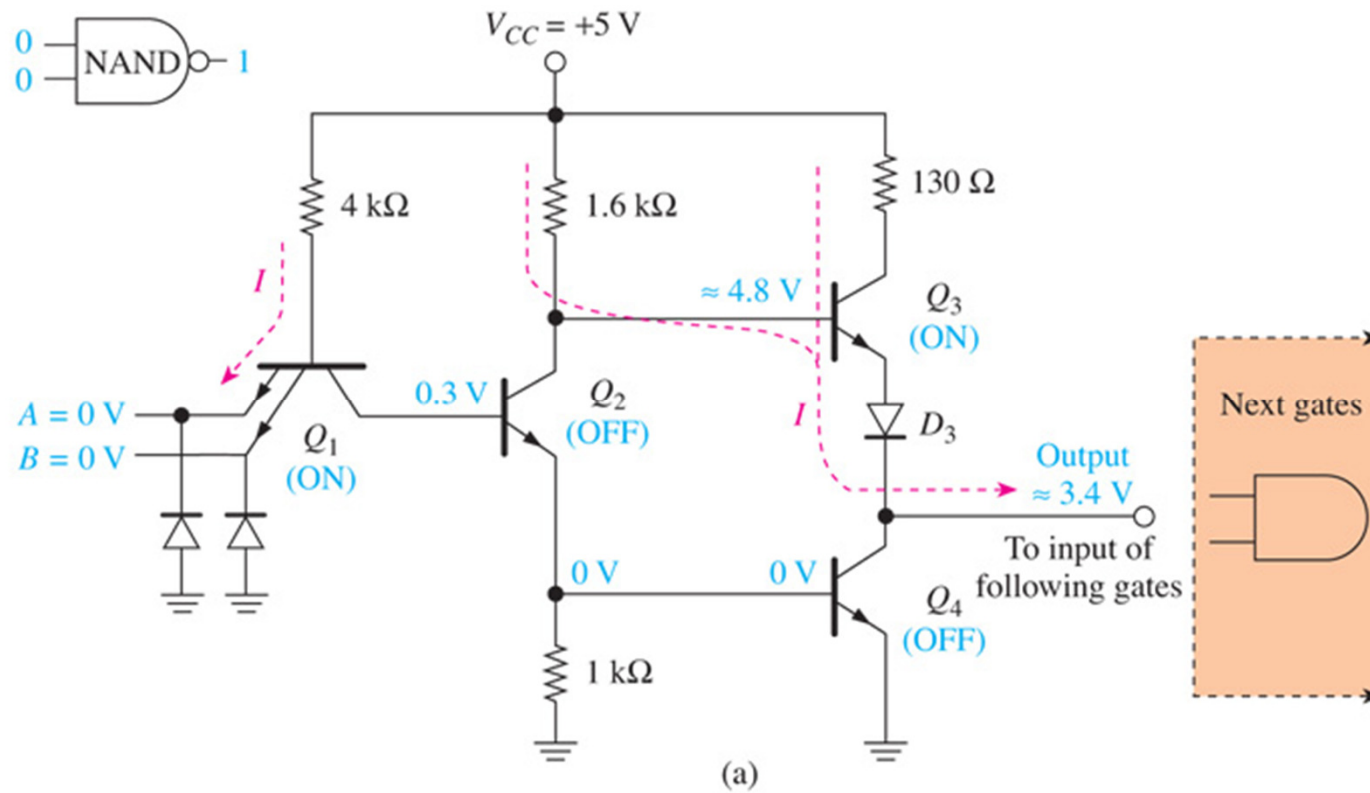 V_CC = +5 V
0
0
NAND
1
4 kΩ
1.6 kΩ
130 Ω
I
≈ 4.8 V
Q3
(ON)
0.3 V
Q2
(OFF)
A = 0 V
B = 0 V
Q1
(ON)
I
D3
Next gates
Output
≈ 3.4 V
To input of
following gates
0 V
0 V
Q4
(OFF)
1 kΩ
(a)